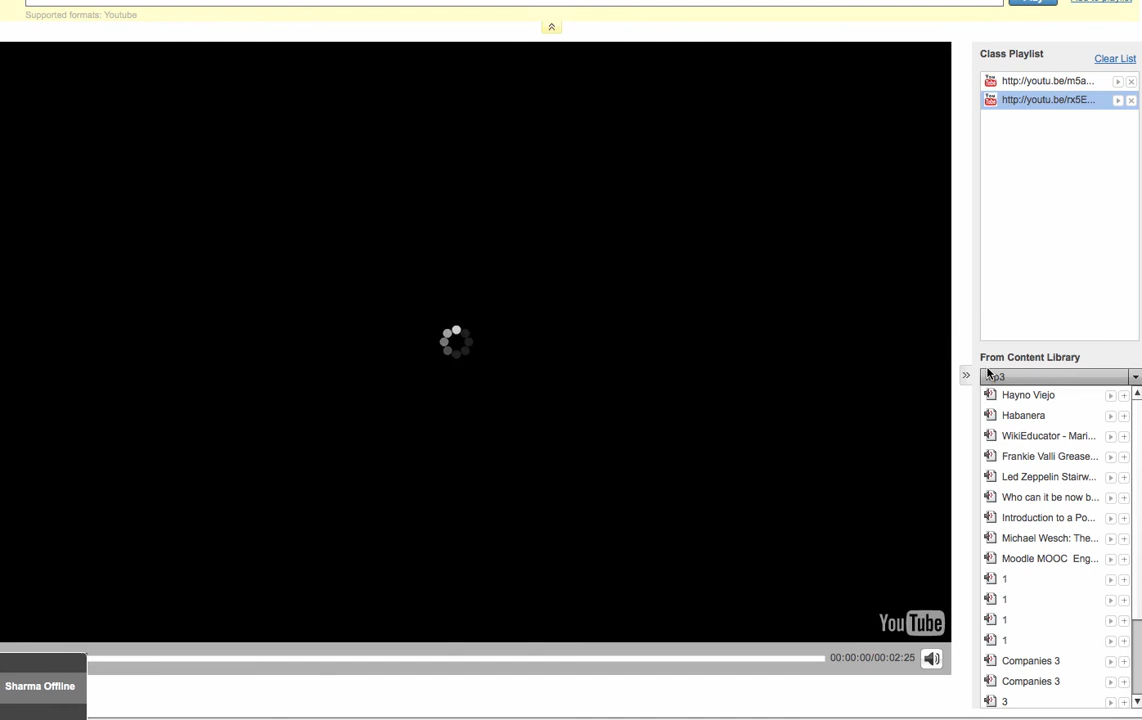 Supported formats: Youtube
Class Playlist
Clear List
http://youtu.be/m5a...
http://youtu.be/rx5E...
From Content Library
Hayno Viejo
Habanera
WikiEducator - Mari...
Frankie Valli Grease...
Led Zeppelin Stairw...
Who can it be now b...
Introduction to a Po...
Michael Wesch: The...
Moodle MOOC Eng...
1
1
1
1
Companies 3
Companies 3
3
YouTube
00:00:00/00:02:25
Sharma Offline